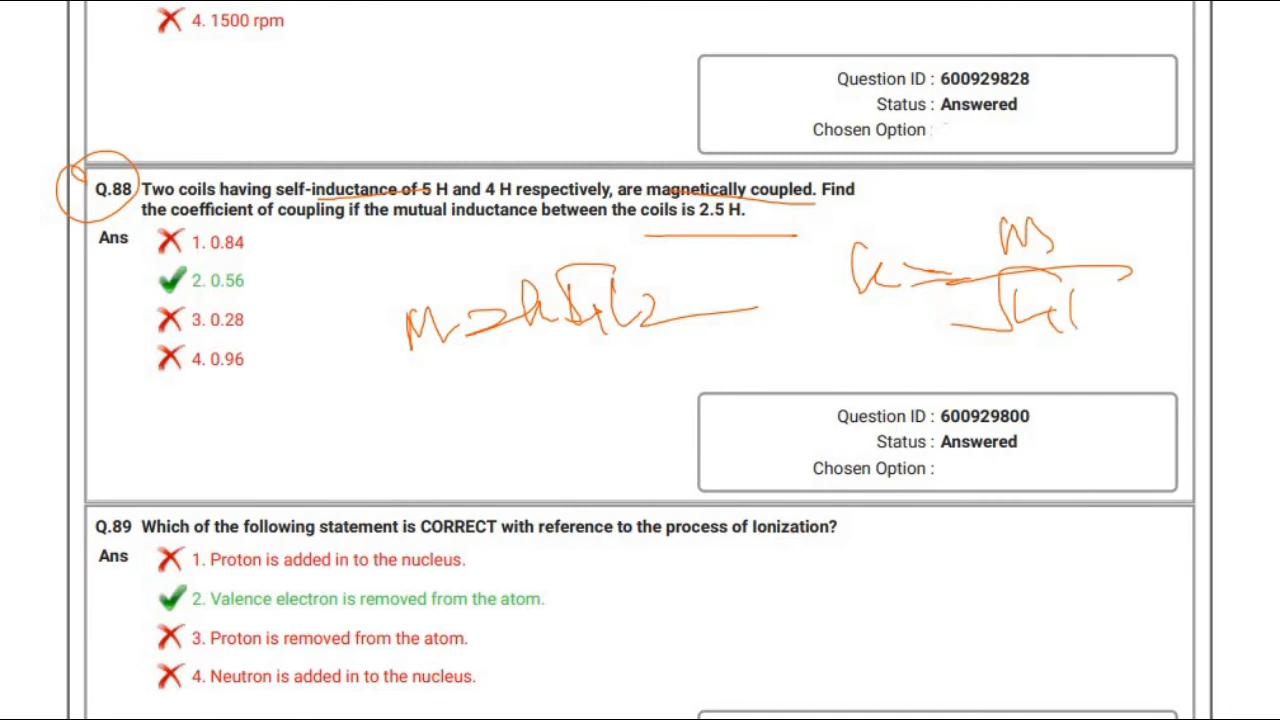 4. 1500 rpm
Question ID : 600929828
Status : Answered
Chosen Option :
Q.88 Two coils having self-inductance of 5 H and 4 H respectively, are magnetically coupled. Find
the coefficient of coupling if the mutual inductance between the coils is 2.5 H.
Ans
1. 0.84
2. 0.56
3. 0.28
4. 0.96
M = k √L1L2
k = M
Question ID : 600929800
Status : Answered
Chosen Option :
Q.89 Which of the following statement is CORRECT with reference to the process of Ionization?
Ans
1. Proton is added in to the nucleus.
2. Valence electron is removed from the atom.
3. Proton is removed from the atom.
4. Neutron is added in to the nucleus.